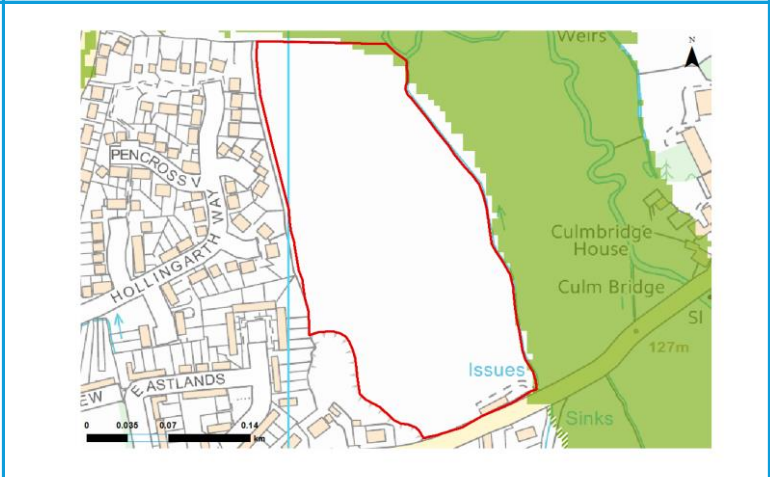 Weirs
N
PENCROSS V
HOLLINGARTH WAY
Culmbridge
House
Culm Bridge
SI
127m
Issues
EASTLANDS
EW
Sinks
0 0.035 0.07 0.14
km